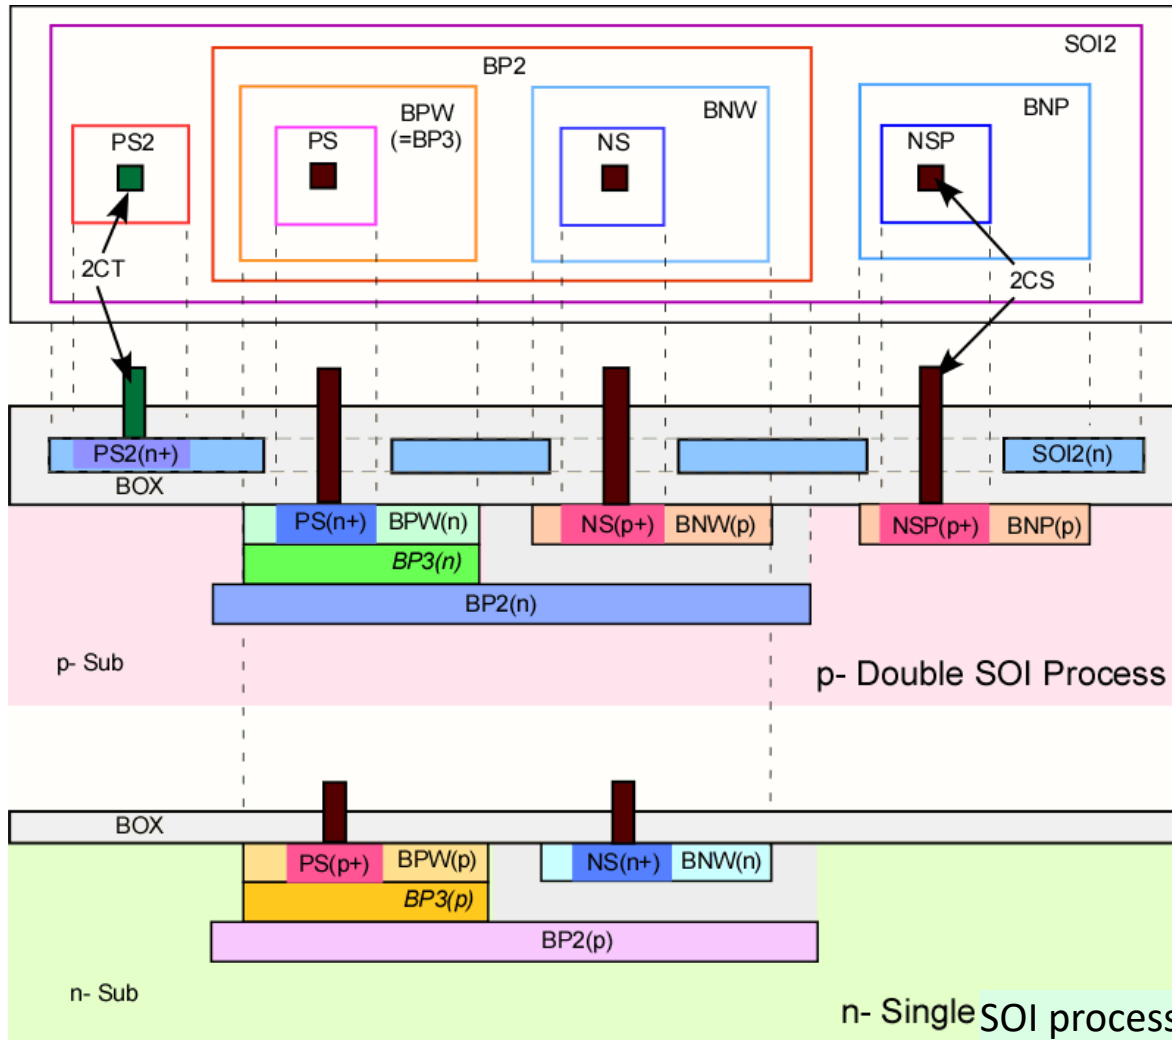 SOI2
BP2
BPW
(=BP3)
BNW
BNP
PS2
PS
NS
NSP
2CT
2CS
PS2(n+)
SOI2(n)
BOX
PS(n+)
BPW(n)
NS(p+)
BNW(p)
NSP(p+)
BNP(p)
BP3(n)
BP2(n)
p- Sub
p- Double SOI Process
BOX
PS(p+)
BPW(p)
NS(n+)
BNW(n)
BP3(p)
BP2(p)
n- Sub
n- Single SOI process